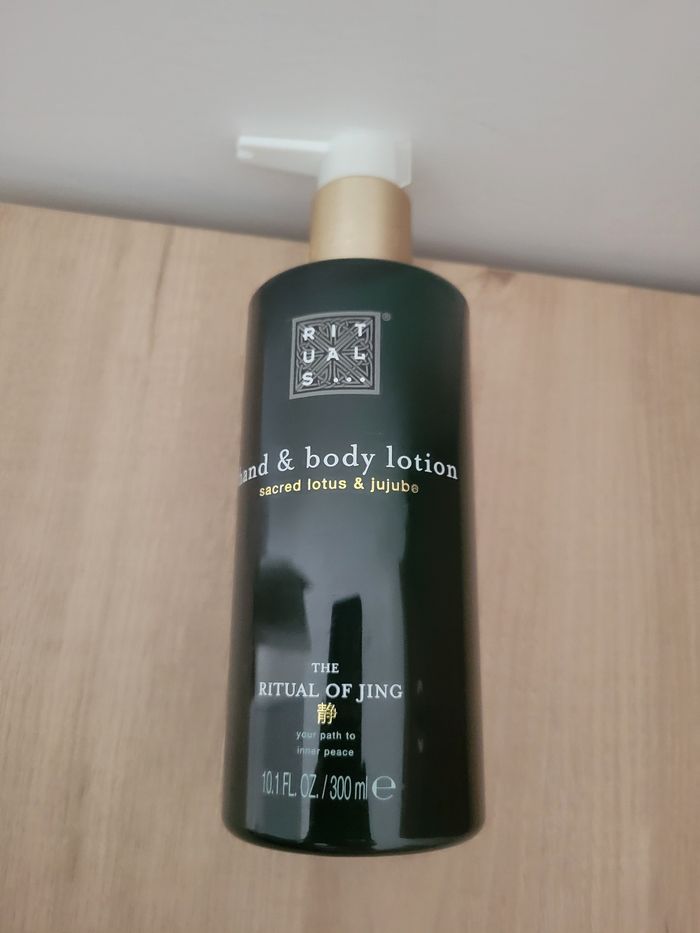 RIT
UAL
S...
®
hand & body lotion
sacred lotus & jujube
THE
RITUAL OF JING
静
your path to
inner peace
10.1 FL. OZ. / 300 ml ℮